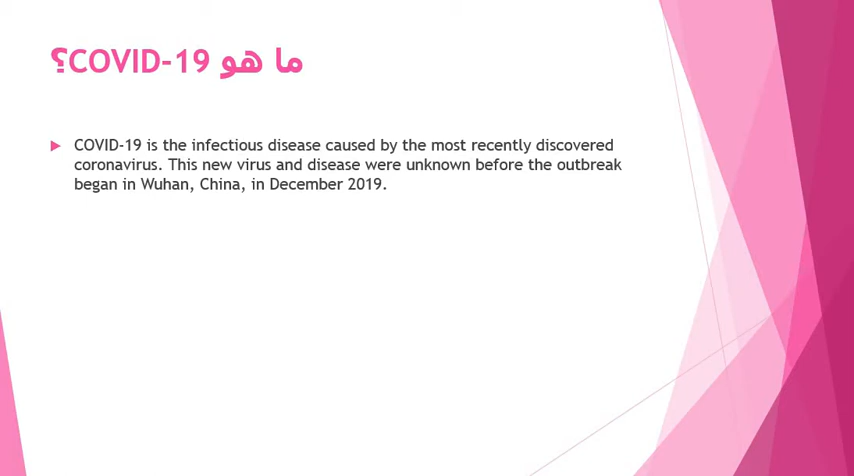 ما هو COVID-19؟
COVID-19 is the infectious disease caused by the most recently discovered
coronavirus. This new virus and disease were unknown before the outbreak
began in Wuhan, China, in December 2019.